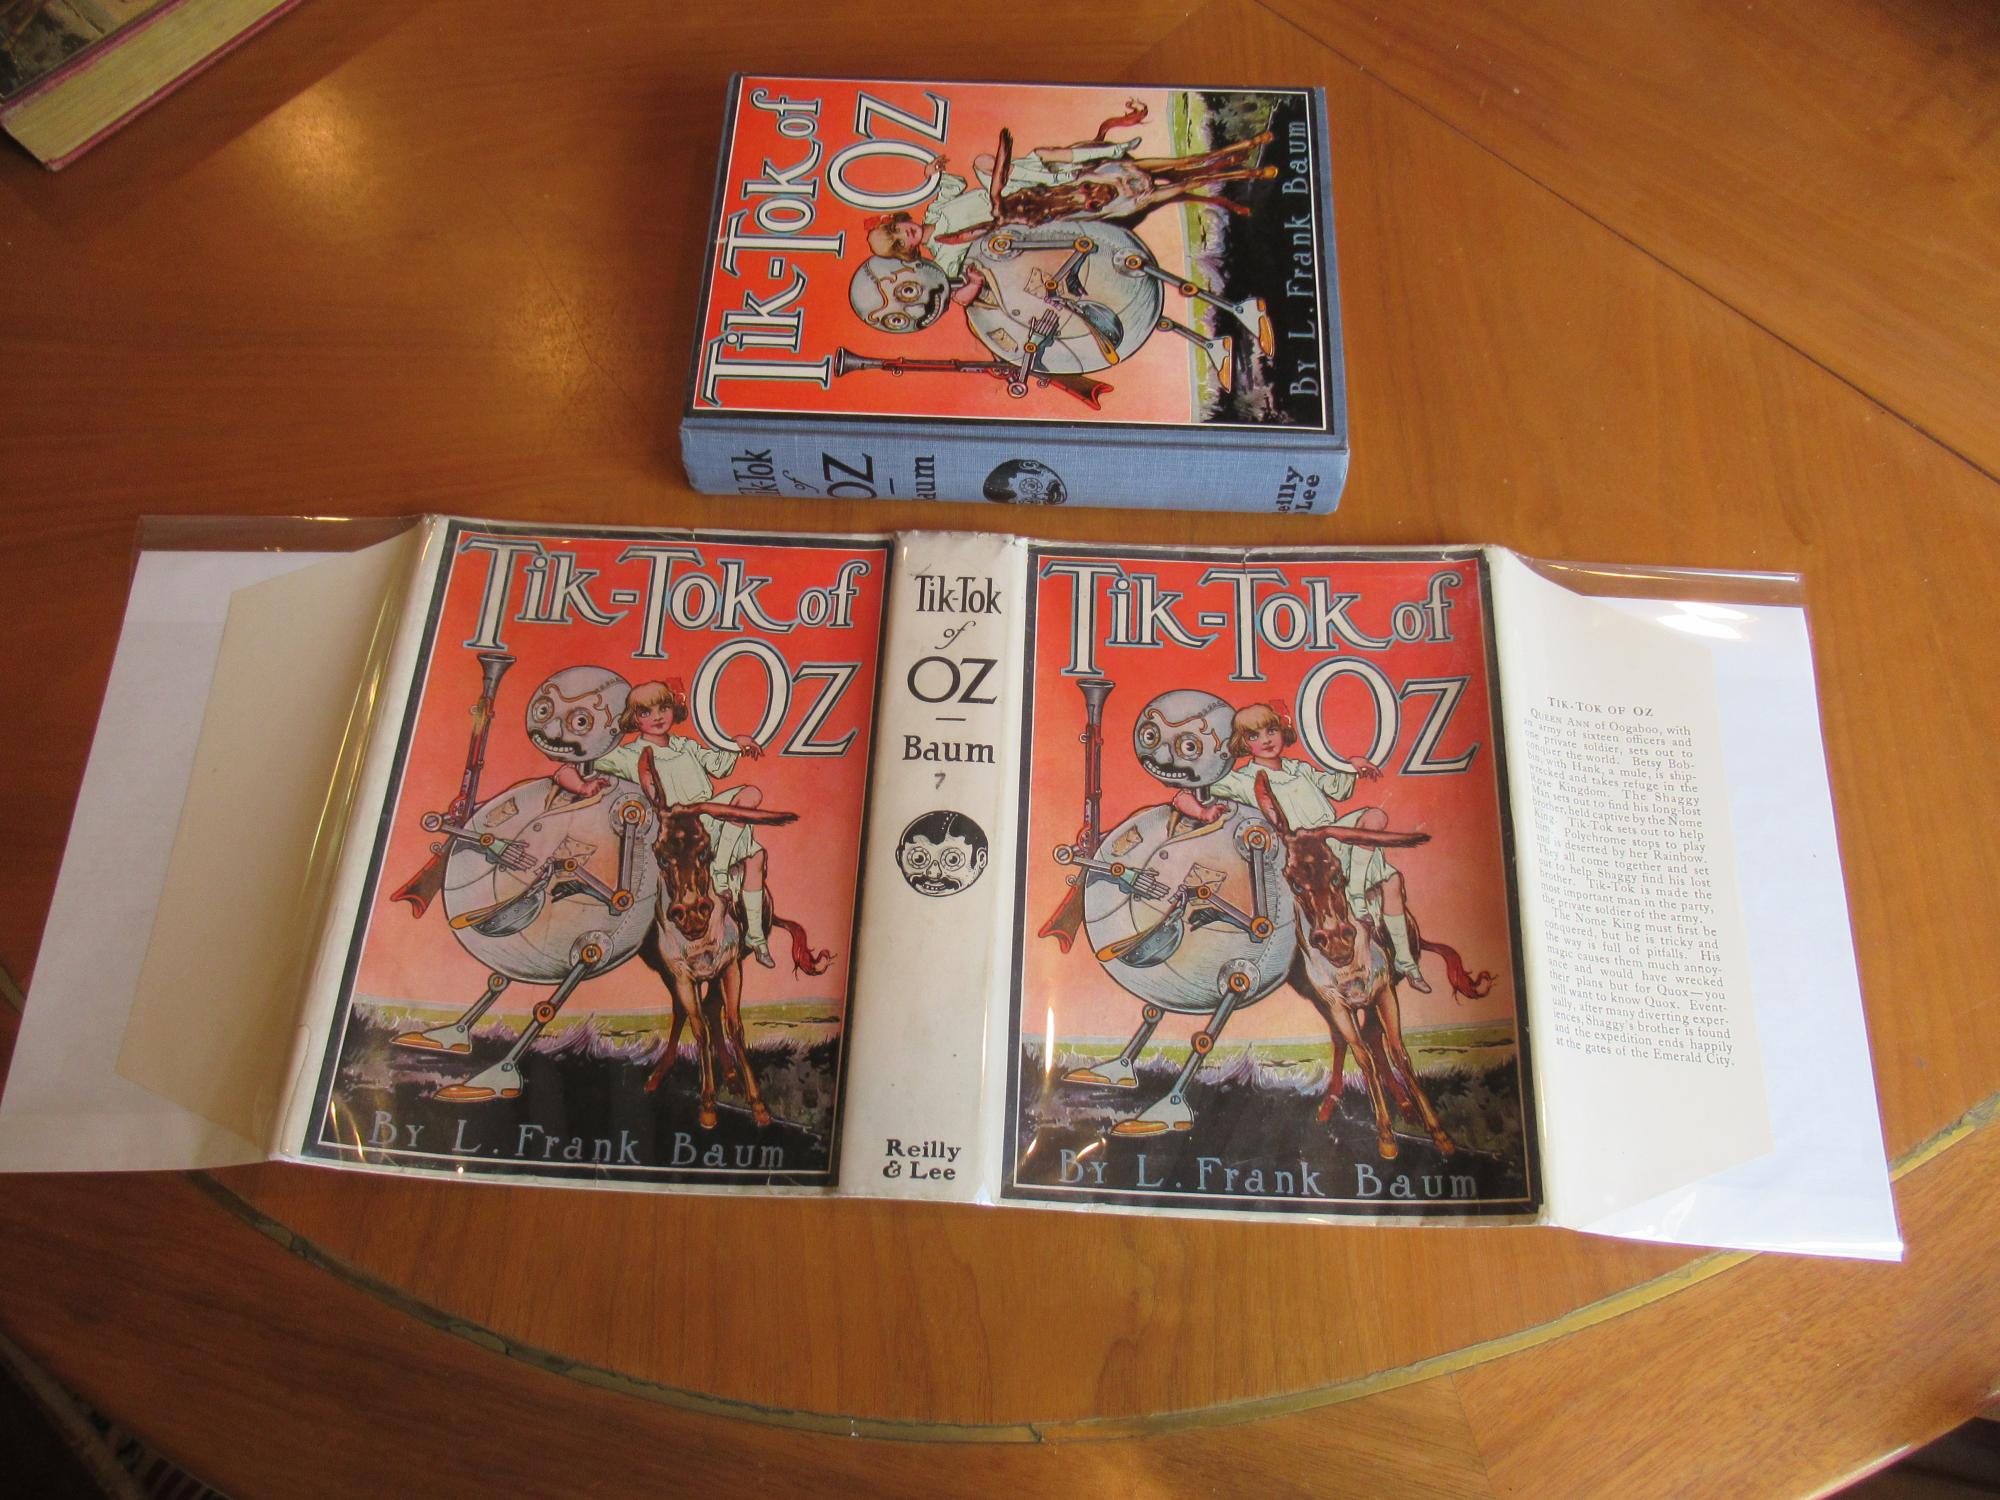 Tik-Tok of
OZ
By L. Frank Baum
Tik-Tok
of
OZ
Baum
Reilly
& Lee
Tik-Tok of
OZ
By L. Frank Baum
Tik-Tok
of
OZ
Baum
7
Reilly
& Lee
Tik-Tok of
OZ
By L. Frank Baum
TIK-TOK OF OZ
QUEEN ANN of Oogaboo, with
an army of sixteen officers and
one private soldier, sets out to
conquer the world. Betsy Bob-
bin, with Hank, a mule, is ship-
wrecked and takes refuge in the
Rose Kingdom. The Shaggy
Man sets out to find his long-lost
brother, held captive by the Nome
King. Tik-Tok sets out to help
him. Polychrome stops to play
and is deserted by her Rainbow.
They all come together and set
out to help Shaggy find his lost
brother. Tik-Tok is made the
most important man in the party,
the private soldier of the army.
The Nome King must first be
conquered, but he is tricky and
the way is full of pitfalls. His
magic causes them much annoy-
ance and would have wrecked
their plans but for Quox—you
will want to know Quox. Event-
ually, after many diverting exper-
iences, Shaggy's brother is found
and the expedition ends happily
at the gates of the Emerald City.